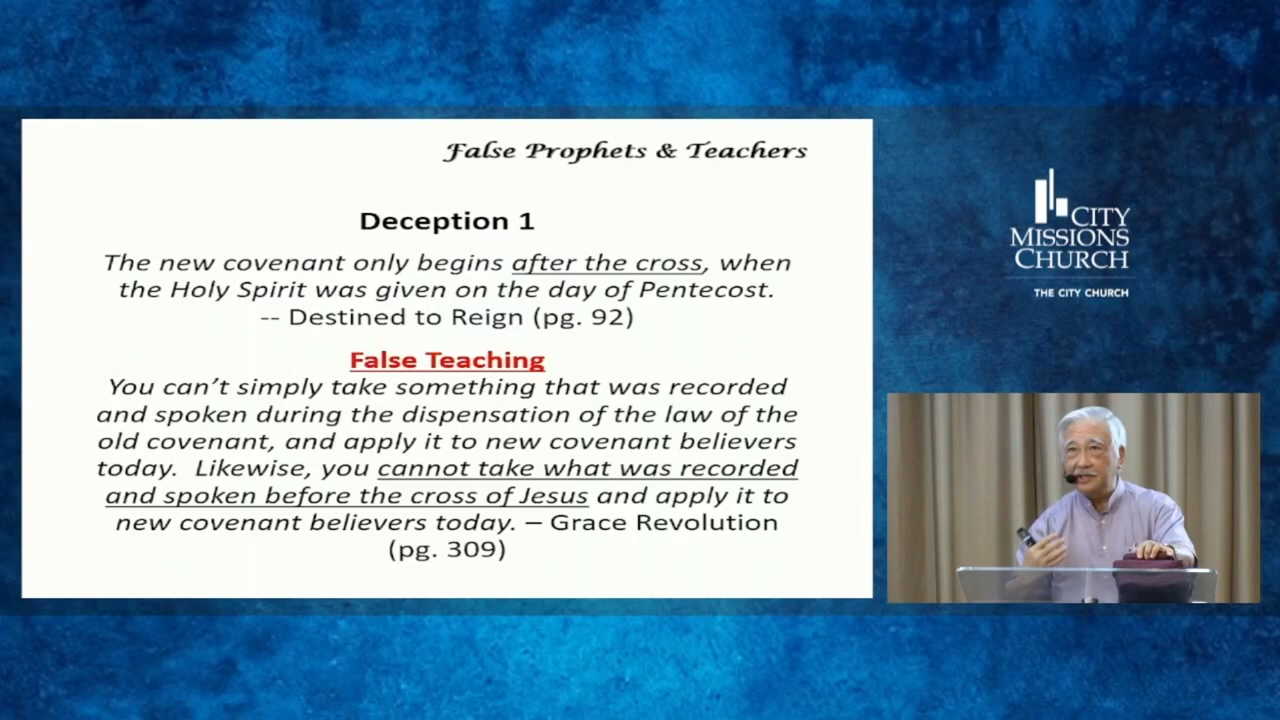 False Prophets & Teachers
Deception 1
The new covenant only begins after the cross, when
the Holy Spirit was given on the day of Pentecost.
-- Destined to Reign (pg. 92)
False Teaching
You can’t simply take something that was recorded
and spoken during the dispensation of the law of the
old covenant, and apply it to new covenant believers
today.  Likewise, you cannot take what was recorded
and spoken before the cross of Jesus and apply it to
new covenant believers today. – Grace Revolution
(pg. 309)
CITY
MISSIONS
CHURCH
THE CITY CHURCH